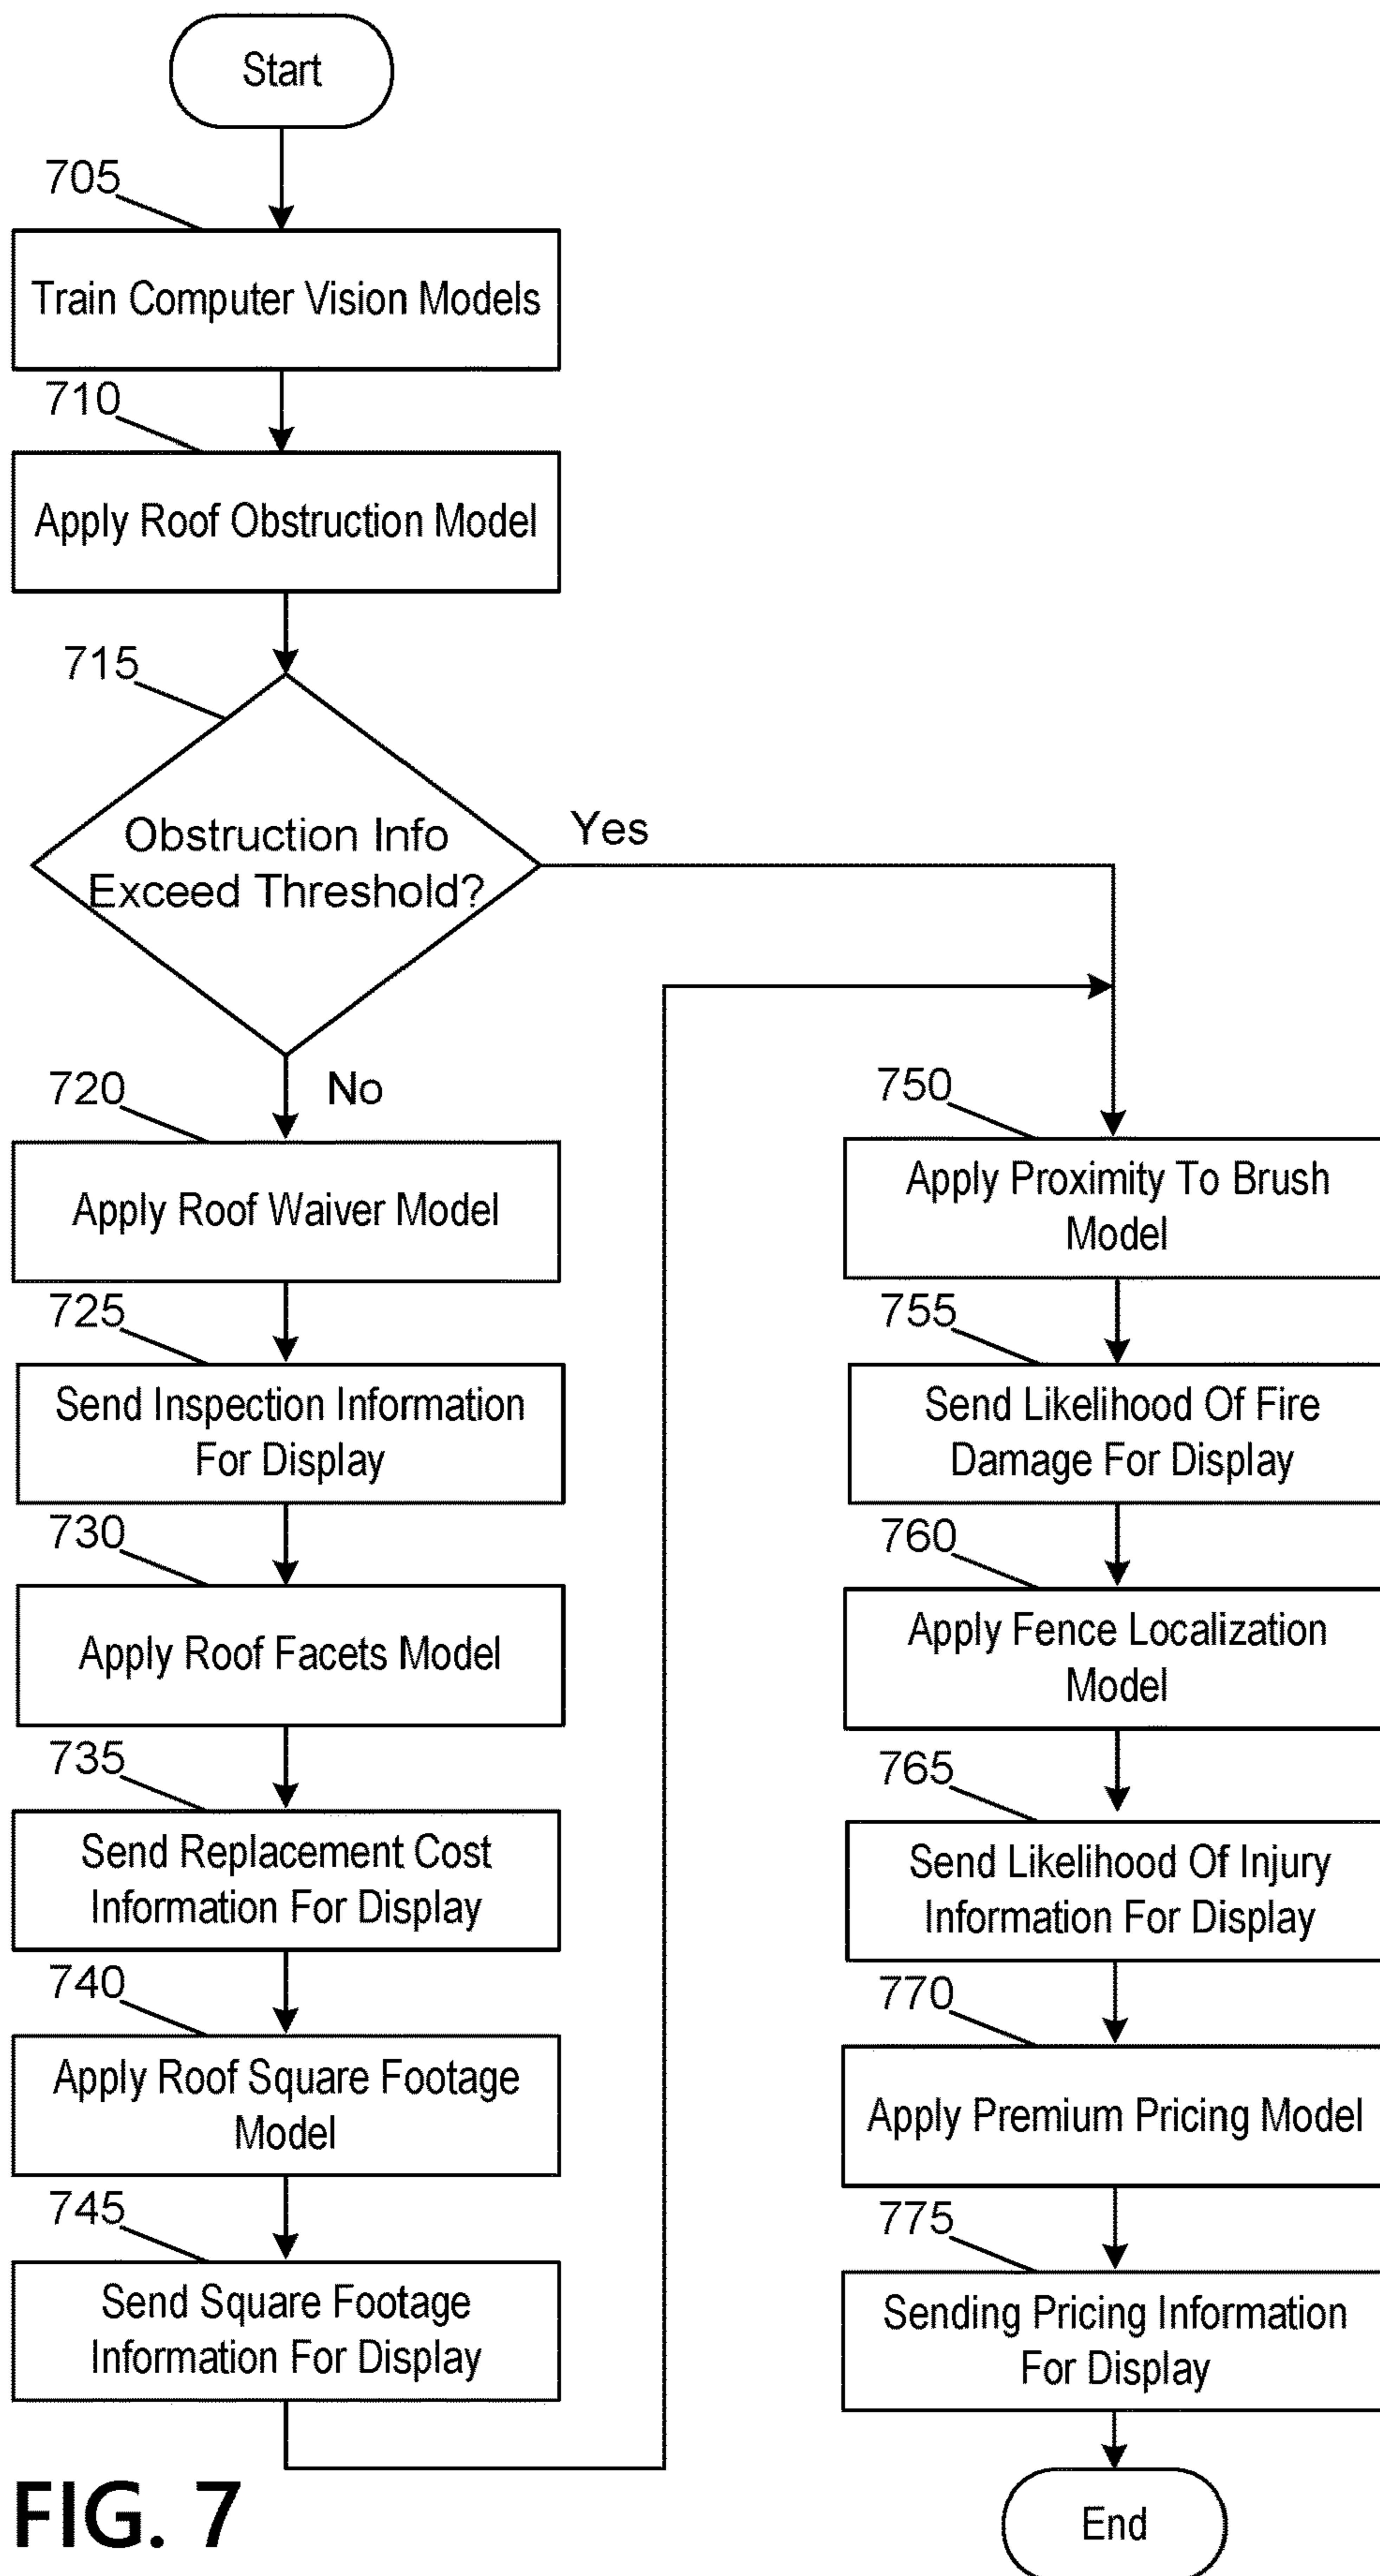 Start
705
Train Computer Vision Models
710
Apply Roof Obstruction Model
715
Obstruction Info
Exceed Threshold?
Yes
No
720
Apply Roof Waiver Model
725
Send Inspection Information
For Display
730
Apply Roof Facets Model
735
Send Replacement Cost
Information For Display
740
Apply Roof Square Footage
Model
745
Send Square Footage
Information For Display
750
Apply Proximity To Brush
Model
755
Send Likelihood Of Fire
Damage For Display
760
Apply Fence Localization
Model
765
Send Likelihood Of Injury
Information For Display
770
Apply Premium Pricing Model
775
Sending Pricing Information
For Display
End
FIG. 7